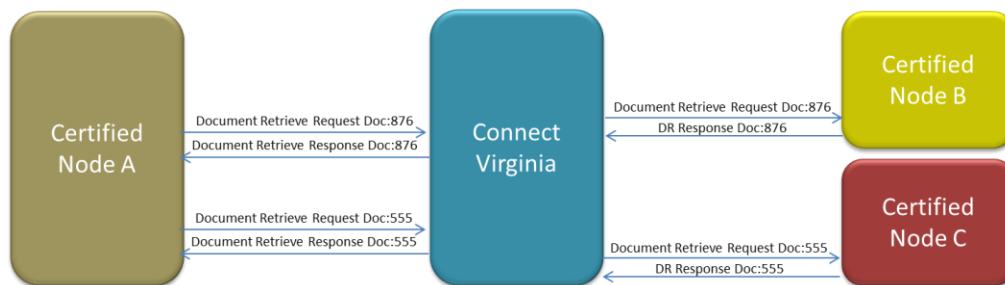 Certified
Node A
Document Retrieve Request Doc:876
Document Retrieve Response Doc:876
Document Retrieve Request Doc:555
Document Retrieve Response Doc:555
Connect
Virginia
Document Retrieve Request Doc:876
DR Response Doc:876
Document Retrieve Request Doc:555
DR Response Doc:555
Certified
Node B
Certified
Node C